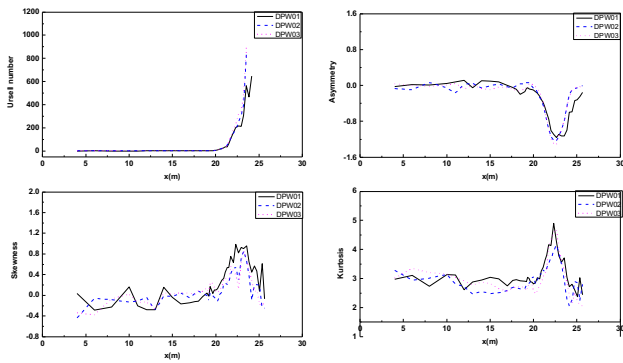 DPW01
DPW02
DPW03
1200
1000
800
600
400
200
0
Ursell number
0 5 10 15 20 25 30
x(m)
DPW01
DPW02
DPW03
1.6
0.8
0.0
-0.8
-1.6
Asymmetry
0 5 10 15 20 25 30
x(m)
DPW01
DPW02
DPW03
2.0
1.6
1.2
0.8
0.4
0.0
-0.4
-0.8
Skewness
0 5 10 15 20 25 30
x(m)
DPW01
DPW02
DPW03
6
5
4
3
2
1
Kurtosis
0 5 10 15 20 25 30
x(m)